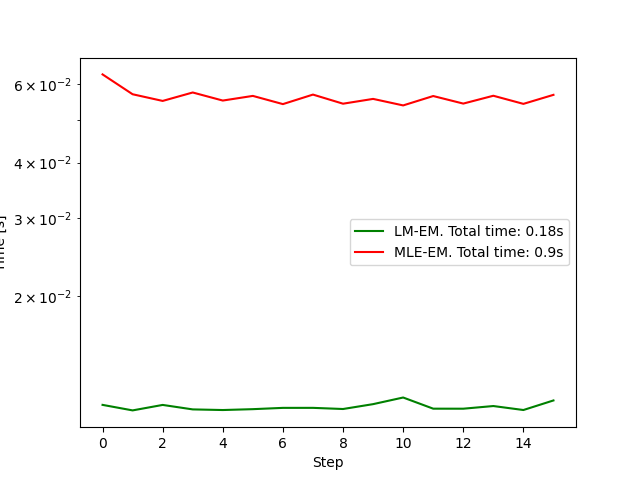 6 × 10⁻²
4 × 10⁻²
3 × 10⁻²
2 × 10⁻²
[s]
LM-EM. Total time: 0.18s
MLE-EM. Total time: 0.9s
0 2 4 6 8 10 12 14
Step